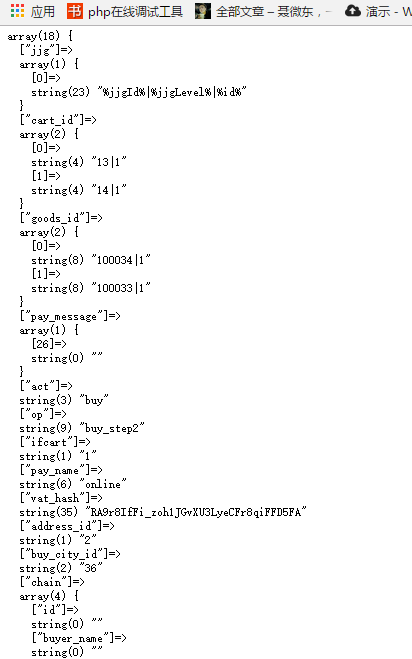 应用 书 php在线调试工具 全部文章 – 聂微东, - 演示 - W
array(18) {
["jjg"]=>
array(1) {
[0]=>
string(23) "%jjgId%|%jjgLevel%|%id%"
}
["cart_id"]=>
array(2) {
[0]=>
string(4) "13|1"
[1]=>
string(4) "14|1"
}
["goods_id"]=>
array(2) {
[0]=>
string(8) "100034|1"
[1]=>
string(8) "100033|1"
}
["pay_message"]=>
array(1) {
[26]=>
string(0) ""
}
["act"]=>
string(3) "buy"
["op"]=>
string(9) "buy_step2"
["ifcart"]=>
string(1) "1"
["pay_name"]=>
string(6) "online"
["vat_hash"]=>
string(35) "RA9r8IfFi_zoh1JGvXU3LyeCFr8qiFFD5FA"
["address_id"]=>
string(1) "2"
["buy_city_id"]=>
string(2) "36"
["chain"]=>
array(4) {
["id"]=>
string(0) ""
["buyer_name"]=>
string(0) ""